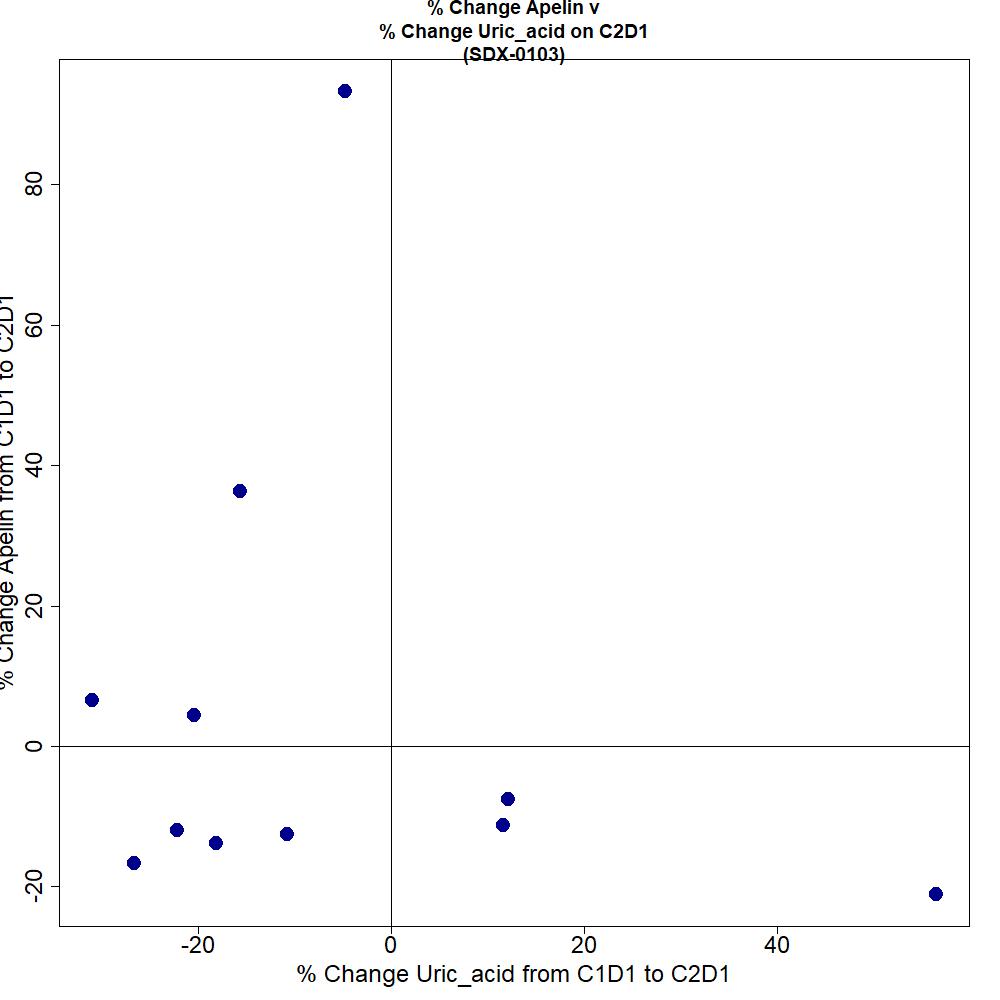 % Change Apelin v
% Change Uric_acid on C2D1
(SDX-0103)
% Change Apelin from C1D1 to C2D1
80
60
40
20
0
-20
-20
0
20
40
% Change Uric_acid from C1D1 to C2D1